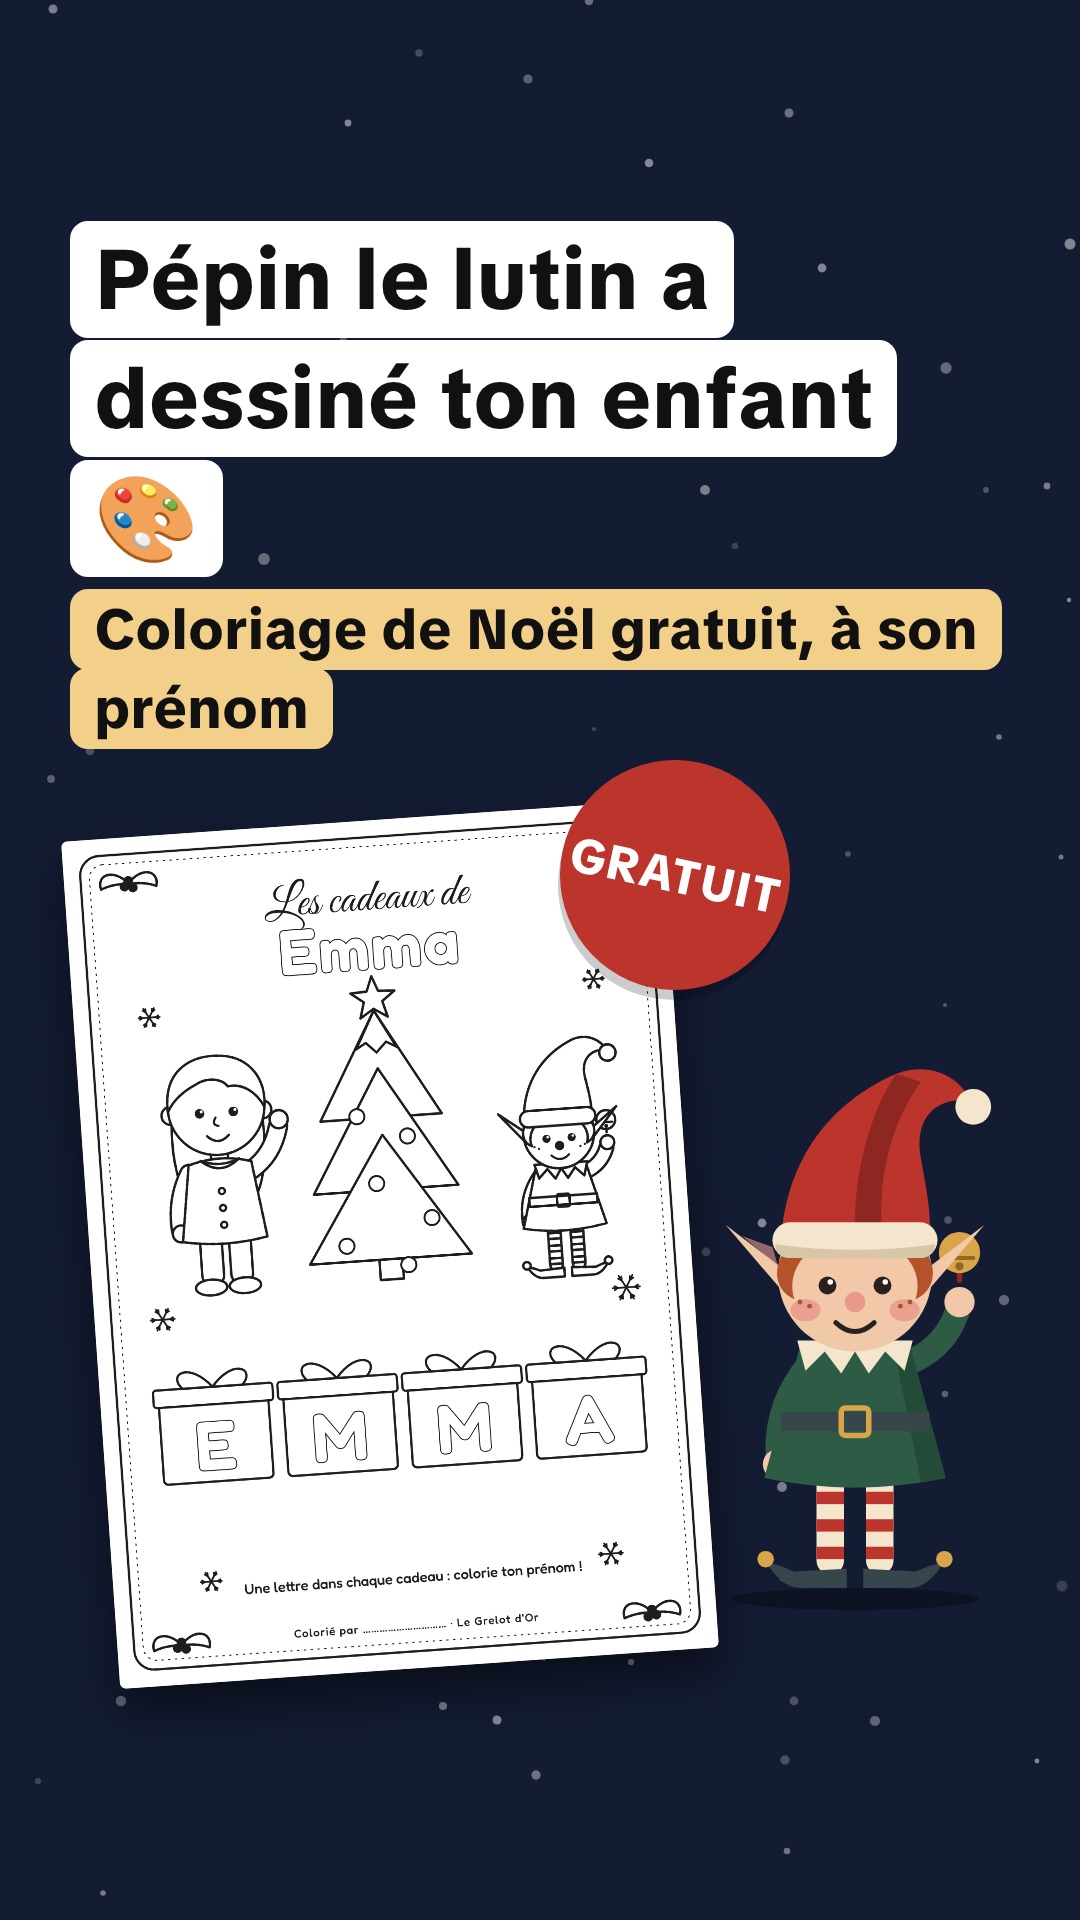 Pépin le lutin a
dessiné ton enfant
🎨
Coloriage de Noël gratuit, à son
prénom
GRATUIT
Les cadeaux de
Emma
E M M A
Une lettre dans chaque cadeau : colorie ton prénom !
Colorié par .............................. · Le Grelot d'Or